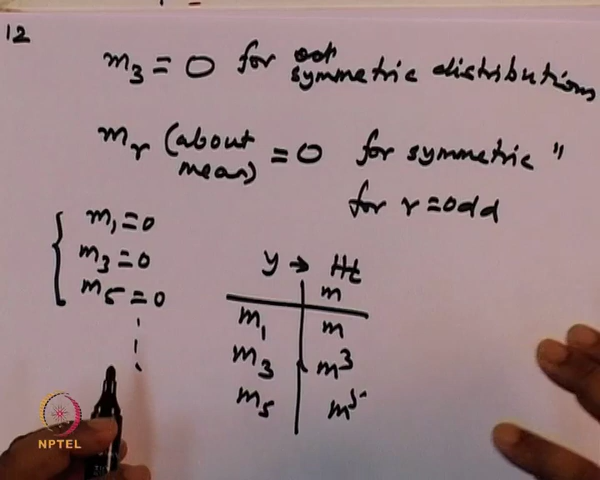 12
m₃ = 0 for symmetric distributions
mᵣ (about mean) = 0 for symmetric "
for r = odd
m₁ = 0
m₃ = 0
m₅ = 0
y → Ht
m
m₁ m
m₃ m³
m₅ m⁵
NPTEL